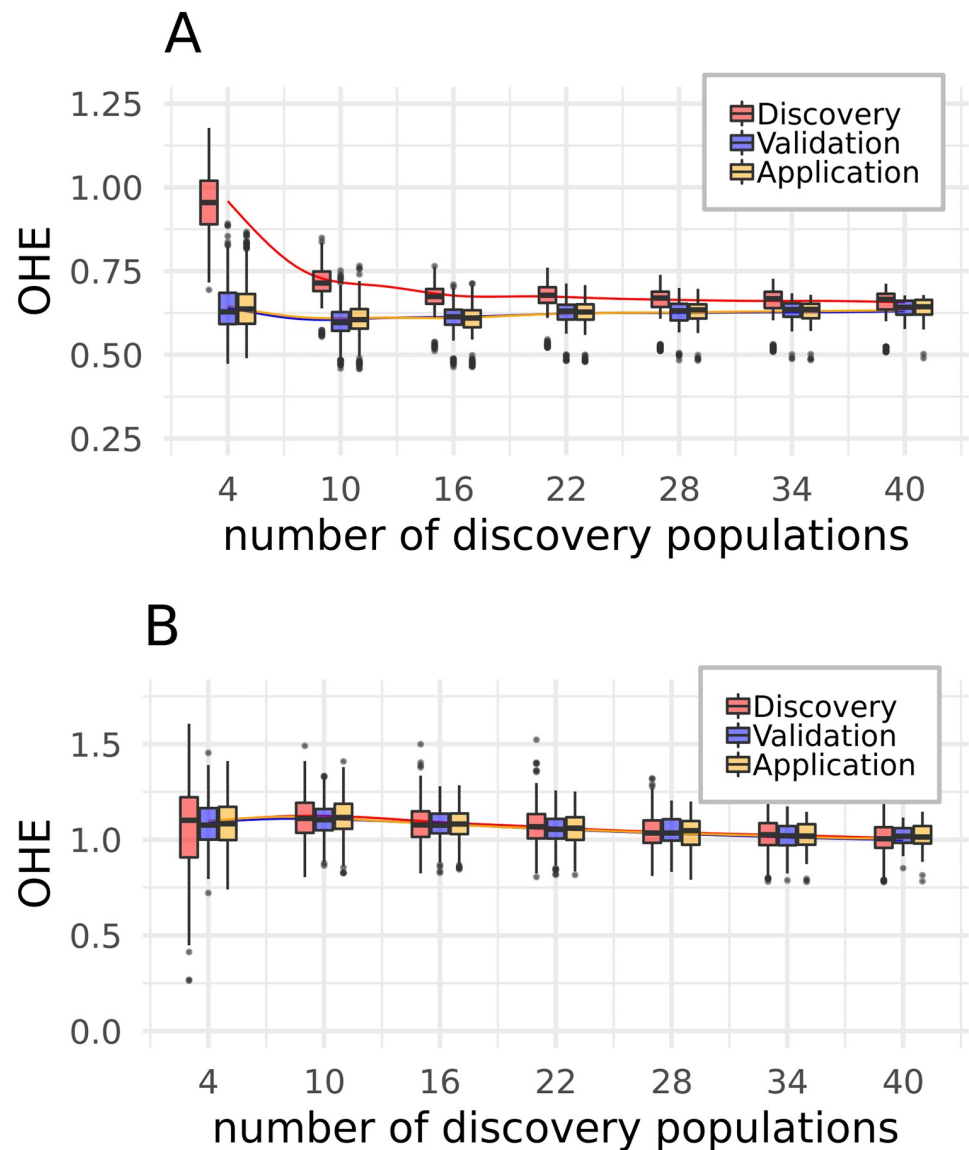 A
OHE
1.25
1.00
0.75
0.50
0.25
Discovery
Validation
Application
4 10 16 22 28 34 40
number of discovery populations
B
OHE
1.5
1.0
0.5
0.0
Discovery
Validation
Application
4 10 16 22 28 34 40
number of discovery populations